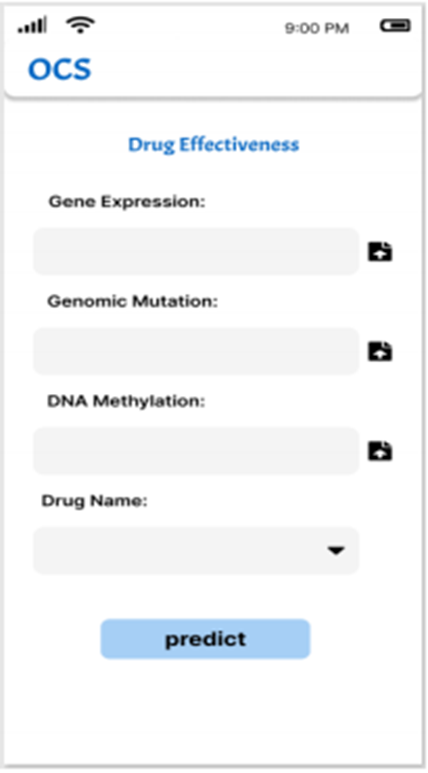 9:00 PM
OCS
Drug Effectiveness
Gene Expression:
Genomic Mutation:
DNA Methylation:
Drug Name:
predict